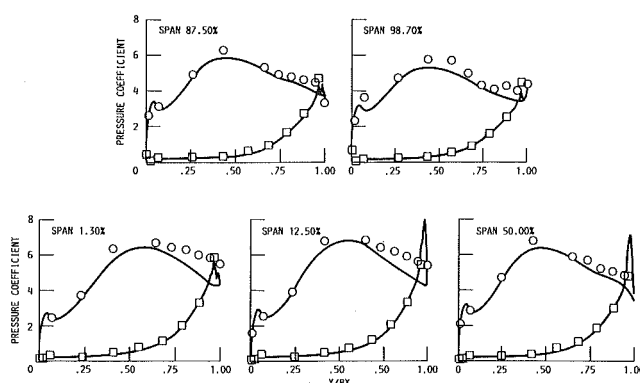 8
SPAN 87.50%
SPAN 98.70%
6
4
2
PRESSURE COEFFICIENT
0 .25 .50 .75 1.00
0 .25 .50 .75 1.00
8
SPAN 1.30%
SPAN 12.50%
SPAN 50.00%
6
4
2
PRESSURE COEFFICIENT
0 .25 .50 .75 1.00
0 .25 .50 .75 1.00
0 .25 .50 .75 1.0